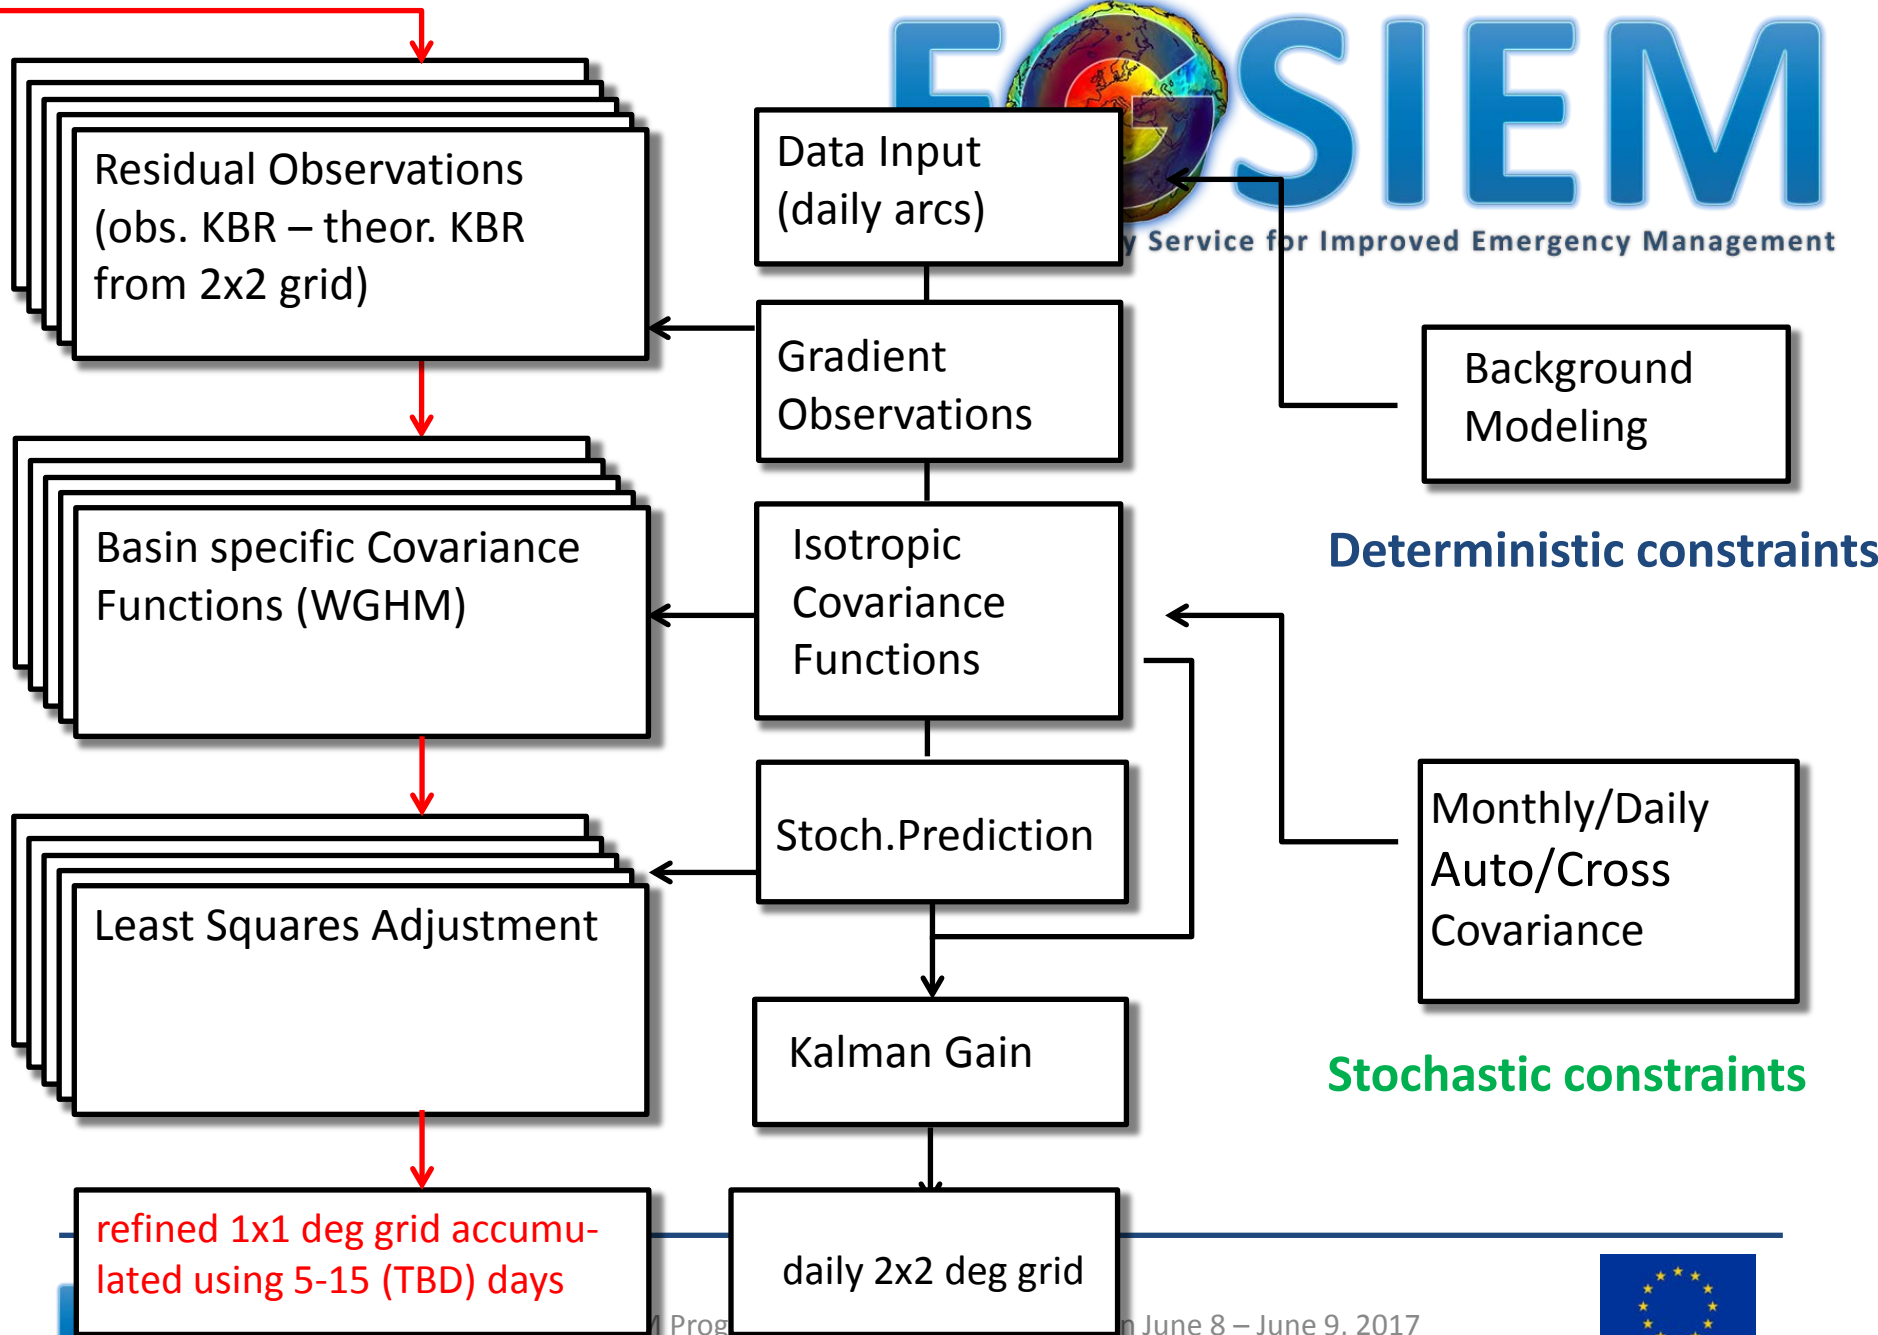 EGSIEM
y Service for Improved Emergency Management
Residual Observations
(obs. KBR – theor. KBR
from 2x2 grid)
Data Input
(daily arcs)
Gradient
Observations
Background
Modeling
Deterministic constraints
Basin specific Covariance
Functions (WGHM)
Isotropic
Covariance
Functions
Stoch.Prediction
Monthly/Daily
Auto/Cross
Covariance
Least Squares Adjustment
Kalman Gain
Stochastic constraints
refined 1x1 deg grid accumu-
lated using 5-15 (TBD) days
daily 2x2 deg grid
June 8 – June 9, 2017